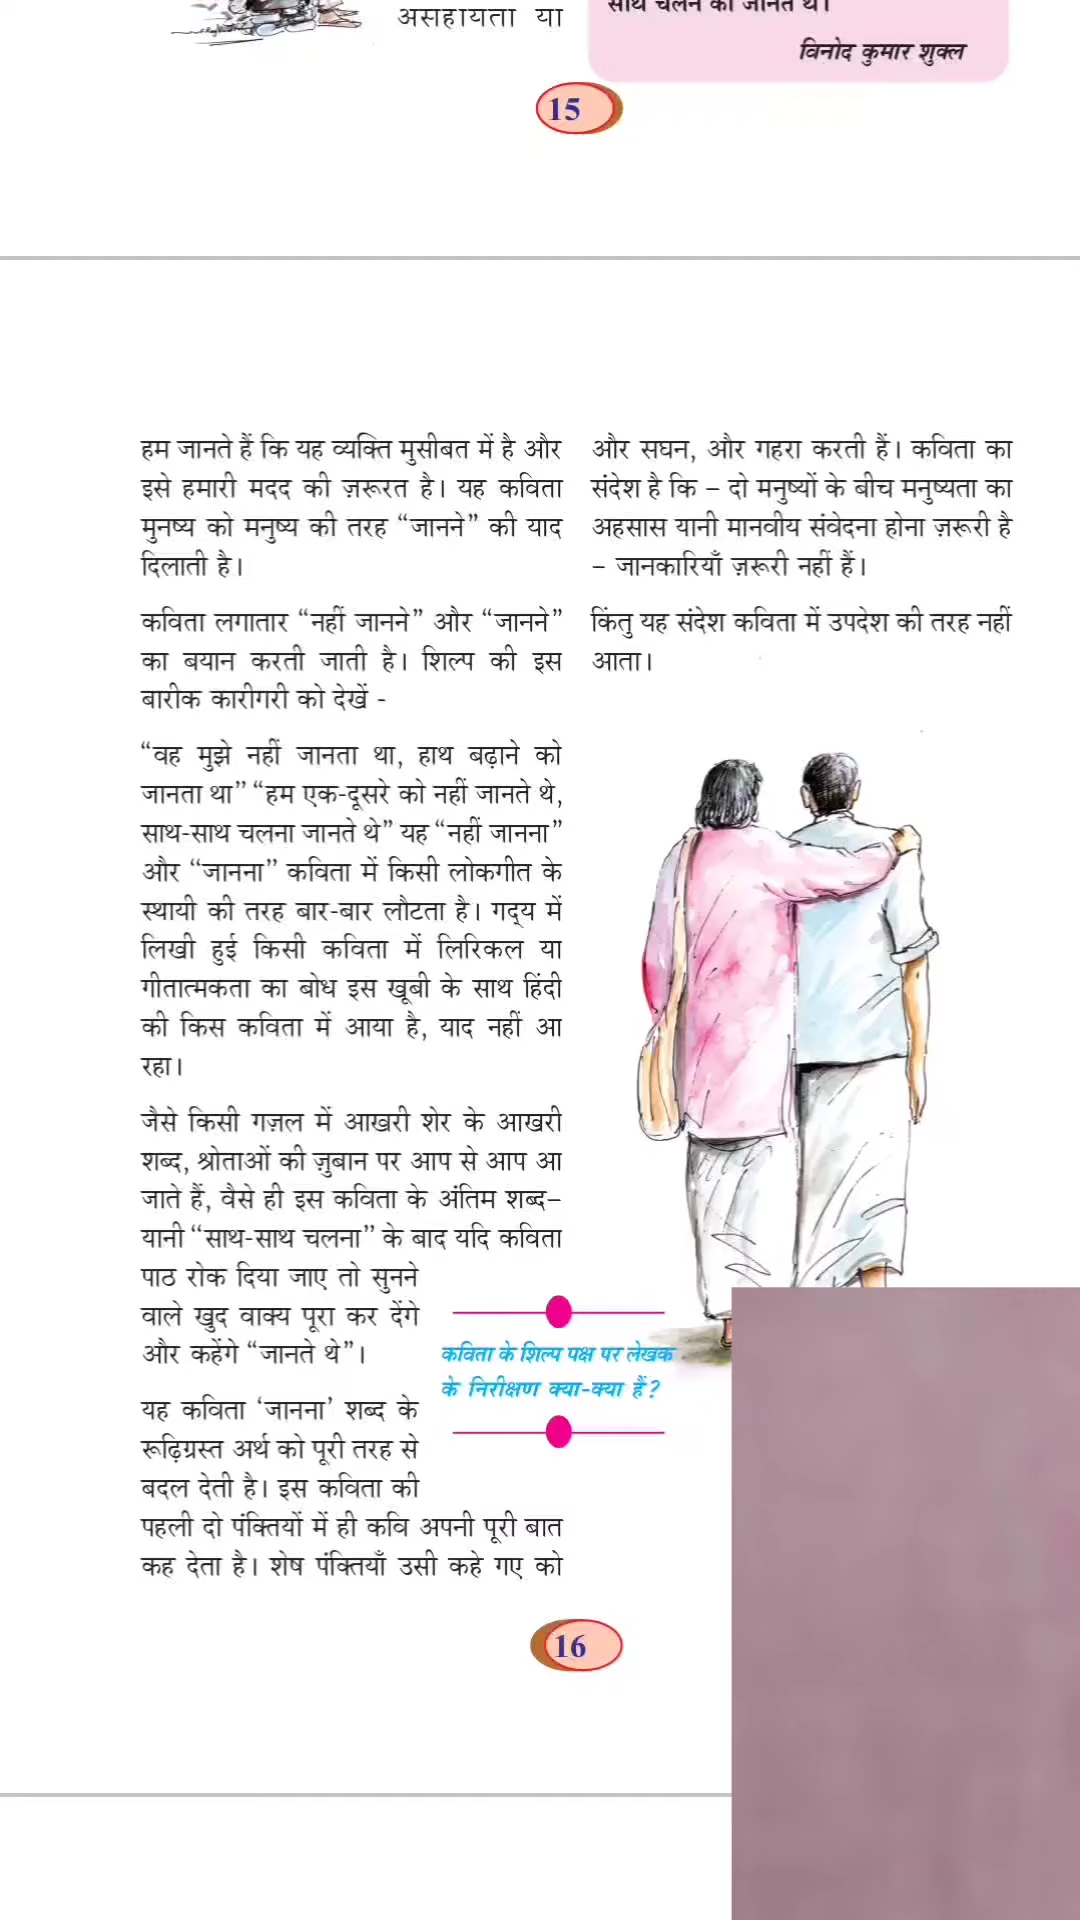 असहायता या
साथ चलने को जानते थे।
विनोद कुमार शुक्ल
15
हम जानते हैं कि यह व्यक्ति मुसीबत में है और
इसे हमारी मदद की ज़रूरत है। यह कविता
मुनष्य को मनुष्य की तरह “जानने” की याद
दिलाती है।
कविता लगातार “नहीं जानने” और “जानने”
का बयान करती जाती है। शिल्प की इस
बारीक कारीगरी को देखें -
“वह मुझे नहीं जानता था, हाथ बढ़ाने को
जानता था” “हम एक-दूसरे को नहीं जानते थे,
साथ-साथ चलना जानते थे” यह “नहीं जानना”
और “जानना” कविता में किसी लोकगीत के
स्थायी की तरह बार-बार लौटता है। गद्‌य में
लिखी हुई किसी कविता में लिरिकल या
गीतात्मकता का बोध इस खूबी के साथ हिंदी
की किस कविता में आया है, याद नहीं आ
रहा।
जैसे किसी गज़ल में आखरी शेर के आखरी
शब्द, श्रोताओं की ज़ुबान पर आप से आप आ
जाते हैं, वैसे ही इस कविता के अंतिम शब्द–
यानी “साथ-साथ चलना” के बाद यदि कविता
पाठ रोक दिया जाए तो सुनने
वाले खुद वाक्य पूरा कर देंगे
और कहेंगे “जानते थे”।
यह कविता ‘जानना’ शब्द के
रूढ़िग्रस्त अर्थ को पूरी तरह से
बदल देती है। इस कविता की
पहली दो पंक्तियों में ही कवि अपनी पूरी बात
कह देता है। शेष पंक्तियाँ उसी कहे गए को
कविता के शिल्प पक्ष पर लेखक
के निरीक्षण क्या-क्या हैं?
और सघन, और गहरा करती हैं। कविता का
संदेश है कि – दो मनुष्यों के बीच मनुष्यता का
अहसास यानी मानवीय संवेदना होना ज़रूरी है
– जानकारियाँ ज़रूरी नहीं हैं।
किंतु यह संदेश कविता में उपदेश की तरह नहीं
आता।
16